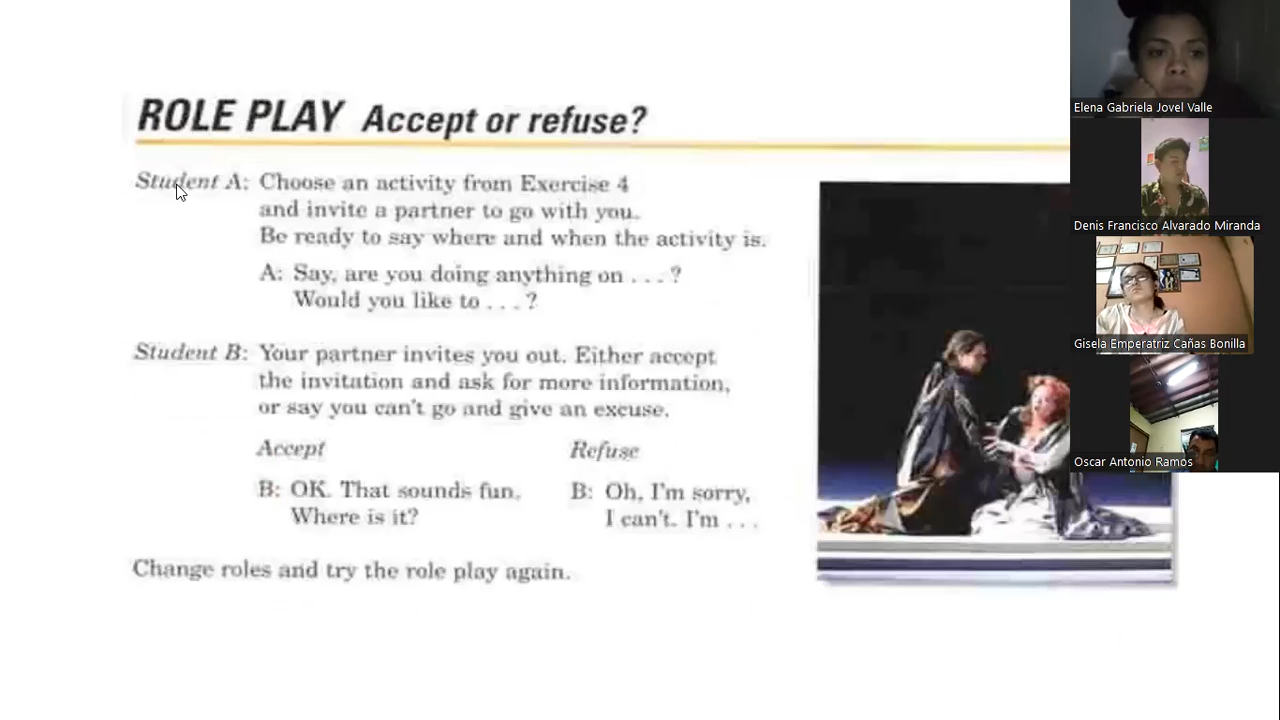 ROLE PLAY Accept or refuse?
Student A: Choose an activity from Exercise 4
and invite a partner to go with you.
Be ready to say where and when the activity is.
A: Say, are you doing anything on . . . ?
Would you like to . . . ?
Student B: Your partner invites you out. Either accept
the invitation and ask for more information,
or say you can't go and give an excuse.
Accept
B: OK. That sounds fun.
Where is it?
Refuse
B: Oh, I'm sorry,
I can't. I'm . . .
Change roles and try the role play again.
Elena Gabriela Jovel Valle
Denis Francisco Alvarado Miranda
Gisela Emperatriz Cañas Bonilla
Oscar Antonio Ramos